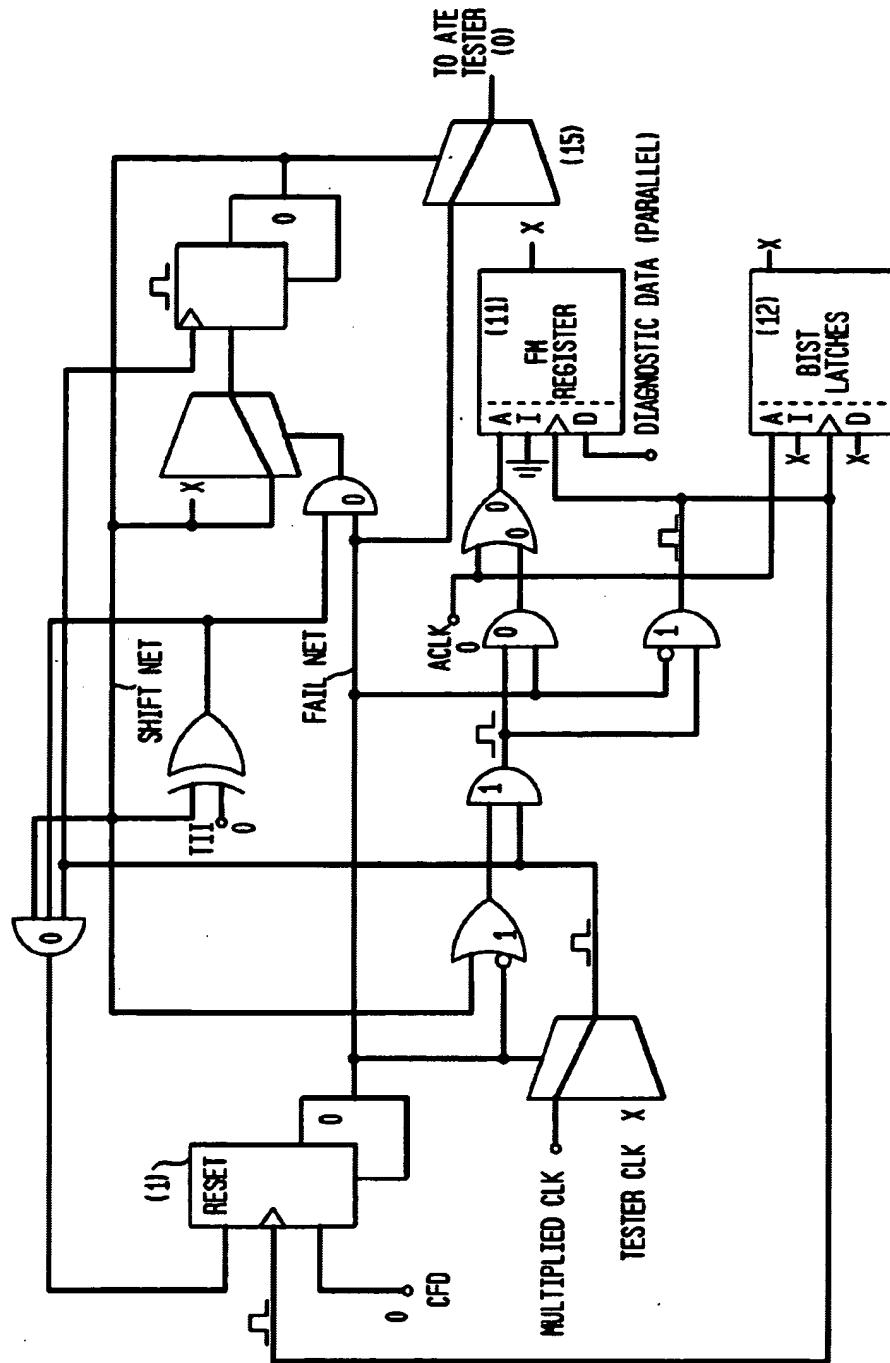 0
SHIFT NET
TII
0
0
X
TO ATE
TESTER
(0)
(15)
(1)
RESET
0
FAIL NET
0
CFD
0
1
1
ACLK
0
0
0
0
(11)
FM
REGISTER
A
I
D
X
DIAGNOSTIC DATA (PARALLEL)
MULTIPLIED CLK
TESTER CLK X
1
(12)
BIST
LATCHES
A
I
D
X
X
X